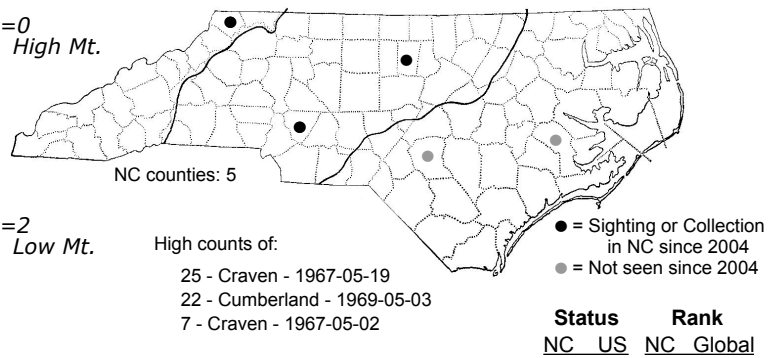 =0
High Mt.
NC counties: 5
=2
Low Mt.
High counts of:
25 - Craven - 1967-05-19
22 - Cumberland - 1969-05-03
7 - Craven - 1967-05-02
= Sighting or Collection
in NC since 2004
= Not seen since 2004
Status Rank
NC US NC Global